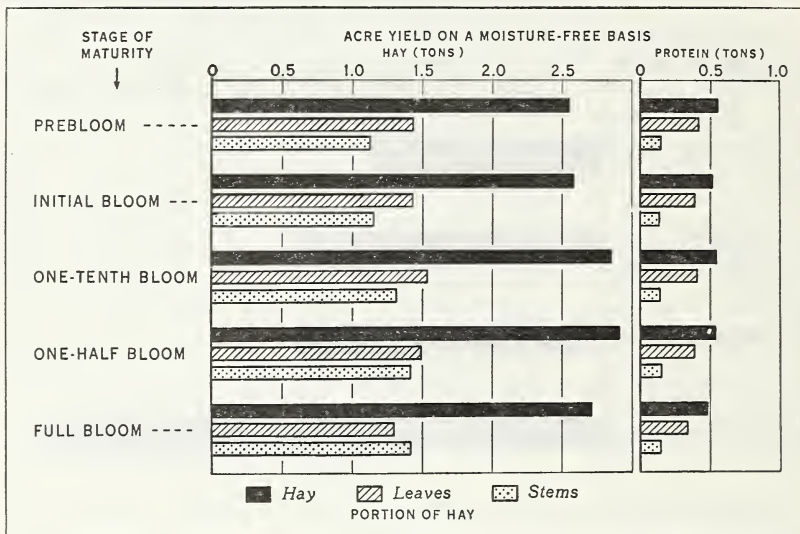 STAGE OF MATURITY
ACRE YIELD ON A MOISTURE-FREE BASIS
HAY (TONS)
PROTEIN (TONS)
0 0.5 1.0 1.5 2.0 2.5
0 0.5 1.0
PREBLOOM
INITIAL BLOOM
ONE-TENTH BLOOM
ONE-HALF BLOOM
FULL BLOOM
Hay Leaves Stems
PORTION OF HAY